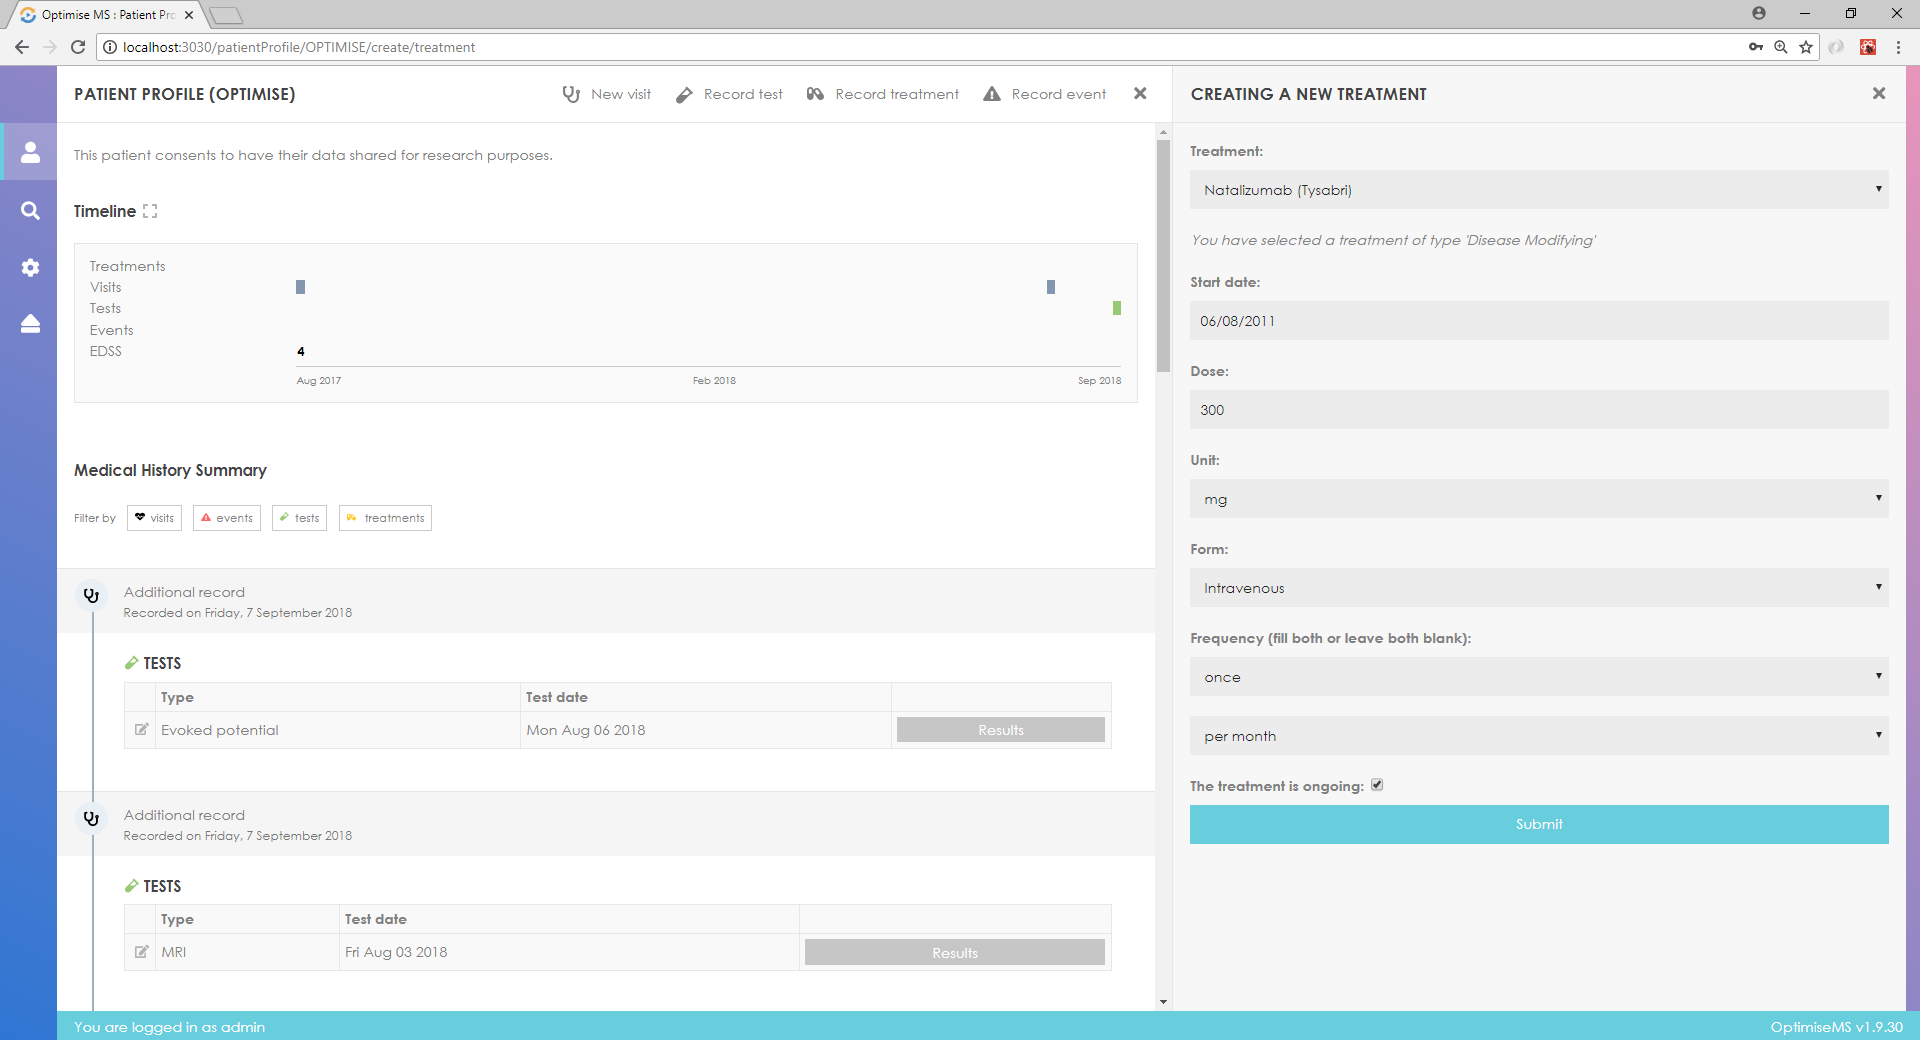 Optimise MS : Patient Pro
localhost:3030/patientProfile/OPTIMISE/create/treatment
PATIENT PROFILE (OPTIMISE)
New visit
Record test
Record treatment
Record event
This patient consents to have their data shared for research purposes.
Timeline
Treatments
Visits
Tests
Events
EDSS
4
Aug 2017
Feb 2018
Sep 2018
Medical History Summary
Filter by
visits
events
tests
treatments
Additional record
Recorded on Friday, 7 September 2018
TESTS
Type
Test date
Evoked potential
Mon Aug 06 2018
Results
Additional record
Recorded on Friday, 7 September 2018
TESTS
Type
Test date
MRI
Fri Aug 03 2018
Results
CREATING A NEW TREATMENT
Treatment:
Natalizumab (Tysabri)
You have selected a treatment of type 'Disease Modifying'
Start date:
06/08/2011
Dose:
300
Unit:
mg
Form:
Intravenous
Frequency (fill both or leave both blank):
once
per month
The treatment is ongoing:
Submit
You are logged in as admin
OptimiseMS v1.9.30